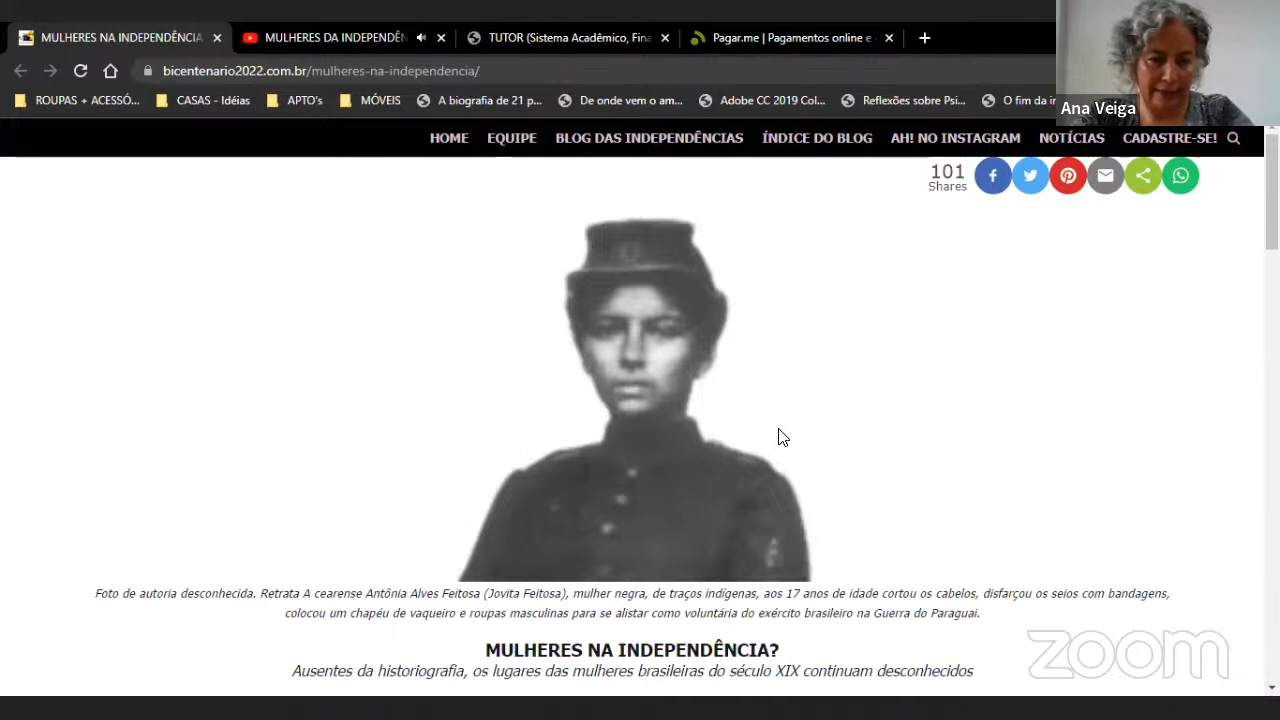 MULHERES NA INDEPENDÊNCIA
MULHERES DA INDEPENDÊN
TUTOR (Sistema Acadêmico, Fina
Pagar.me | Pagamentos online e
bicentenario2022.com.br/mulheres-na-independencia/
ROUPAS + ACESSÓ...
CASAS - Idéias
APTO's
MÓVEIS
A biografia de 21 p...
De onde vem o am...
Adobe CC 2019 Col...
Reflexões sobre Psi...
O fim da in
Ana Veiga
HOME EQUIPE BLOG DAS INDEPENDÊNCIAS ÍNDICE DO BLOG AH! NO INSTAGRAM NOTÍCIAS CADASTRE-SE!
101
Shares
Foto de autoria desconhecida. Retrata A cearense Antônia Alves Feitosa (Jovita Feitosa), mulher negra, de traços indígenas, aos 17 anos de idade cortou os cabelos, disfarçou os seios com bandagens,
colocou um chapéu de vaqueiro e roupas masculinas para se alistar como voluntária do exército brasileiro na Guerra do Paraguai.
MULHERES NA INDEPENDÊNCIA?
Ausentes da historiografia, os lugares das mulheres brasileiras do século XIX continuam desconhecidos
zoom